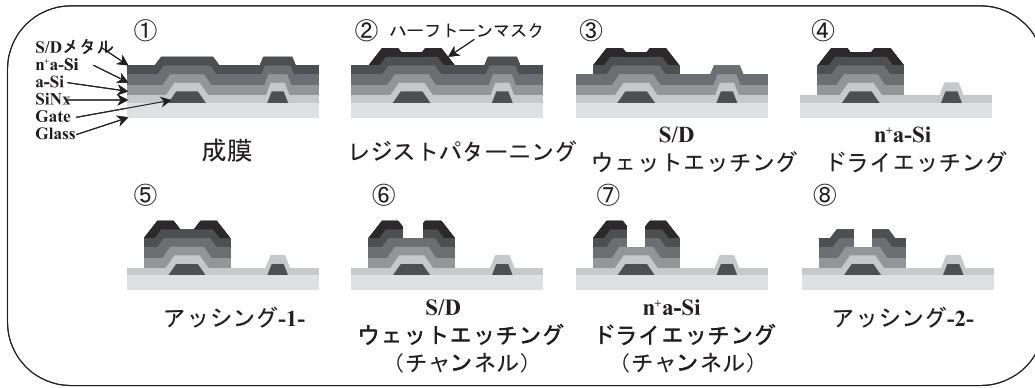 ①
S/Dメタル
n⁺a-Si
a-Si
SiNx
Gate
Glass
成膜
②
ハーフトーンマスク
レジストパターニング
③
S/D
ウェットエッチング
④
n⁺a-Si
ドライエッチング
⑤
アッシング-1-
⑥
S/D
ウェットエッチング
（チャンネル）
⑦
n⁺a-Si
ドライエッチング
（チャンネル）
⑧
アッシング-2-